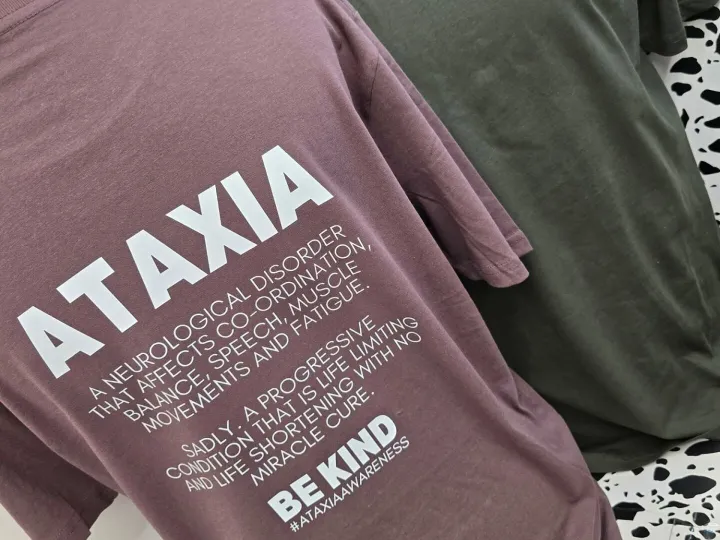 ATAXIA
A NEUROLOGICAL DISORDER
THAT AFFECTS CO-ORDINATION,
BALANCE, SPEECH, MUSCLE
MOVEMENTS AND FATIGUE.
SADLY, A PROGRESSIVE
CONDITION THAT IS LIFE LIMITING
AND LIFE SHORTENING WITH NO
MIRACLE CURE.
BE KIND
#ATAXIAAWARENESS